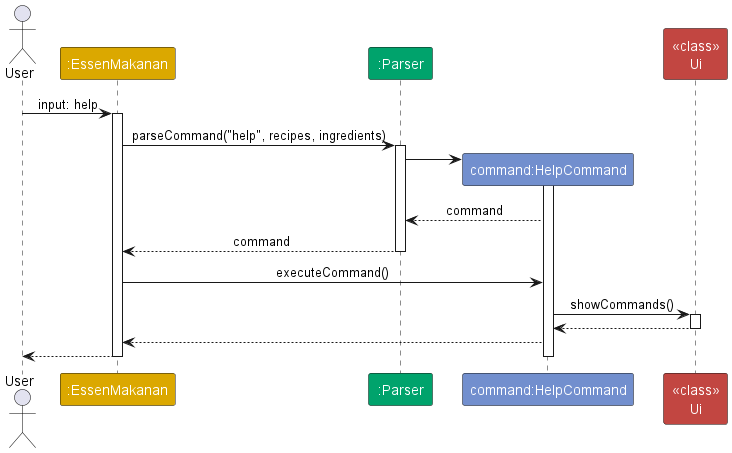 User
:EssenMakanan
:Parser
«class»
Ui
input: help
parseCommand("help", recipes, ingredients)
command:HelpCommand
command
command
executeCommand()
showCommands()
User
:EssenMakanan
:Parser
command:HelpCommand
«class»
Ui